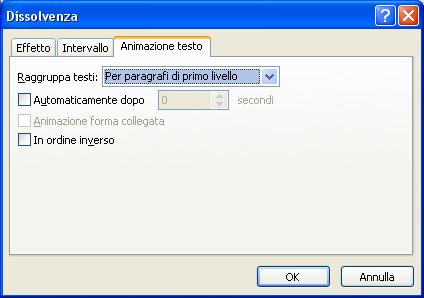 Dissolvenza
Effetto Intervallo Animazione testo
Raggruppa testi: Per paragrafi di primo livello
Automaticamente dopo 0 secondi
Animazione forma collegata
In ordine inverso
OK Annulla